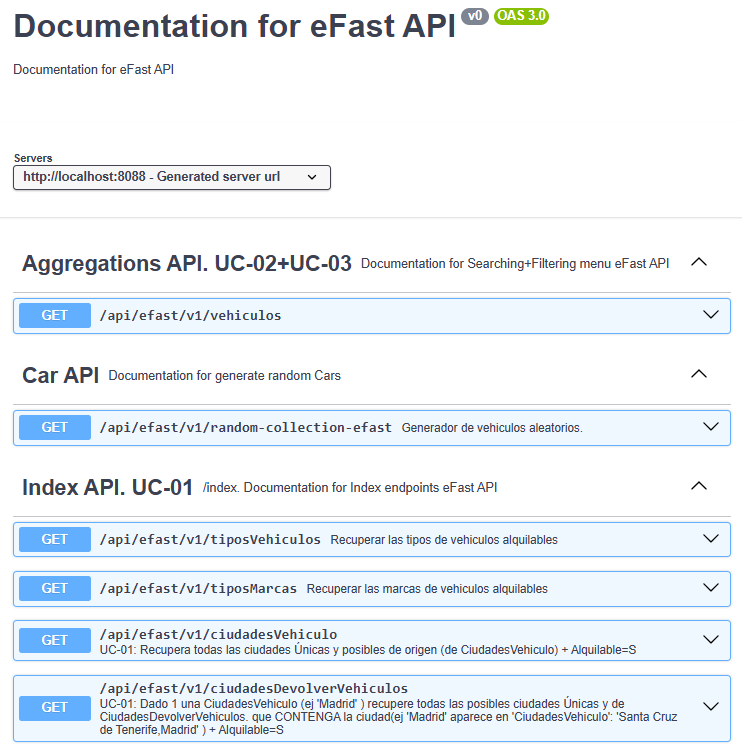 Documentation for eFast API v0 OAS 3.0
Documentation for eFast API
Servers
http://localhost:8088 - Generated server url
Aggregations API. UC-02+UC-03 Documentation for Searching+Filtering menu eFast API
GET /api/efast/v1/vehiculos
Car API Documentation for generate random Cars
GET /api/efast/v1/random-collection-efast Generador de vehiculos aleatorios.
Index API. UC-01 /index. Documentation for Index endpoints eFast API
GET /api/efast/v1/tiposVehiculos Recuperar las tipos de vehiculos alquilables
GET /api/efast/v1/tiposMarcas Recuperar las marcas de vehiculos alquilables
GET /api/efast/v1/ciudadesVehiculo
UC-01: Recupera todas las ciudades Únicas y posibles de origen (de CiudadesVehiculo) + Alquilable=S
GET /api/efast/v1/ciudadesDevolverVehiculos
UC-01: Dado 1 una CiudadesVehiculo (ej 'Madrid' ) recupere todas las posibles ciudades Únicas y de
CiudadesDevolverVehiculos. que CONTENGA la ciudad(ej 'Madrid' aparece en 'CiudadesVehiculo': 'Santa Cruz
de Tenerife,Madrid' ) + Alquilable=S